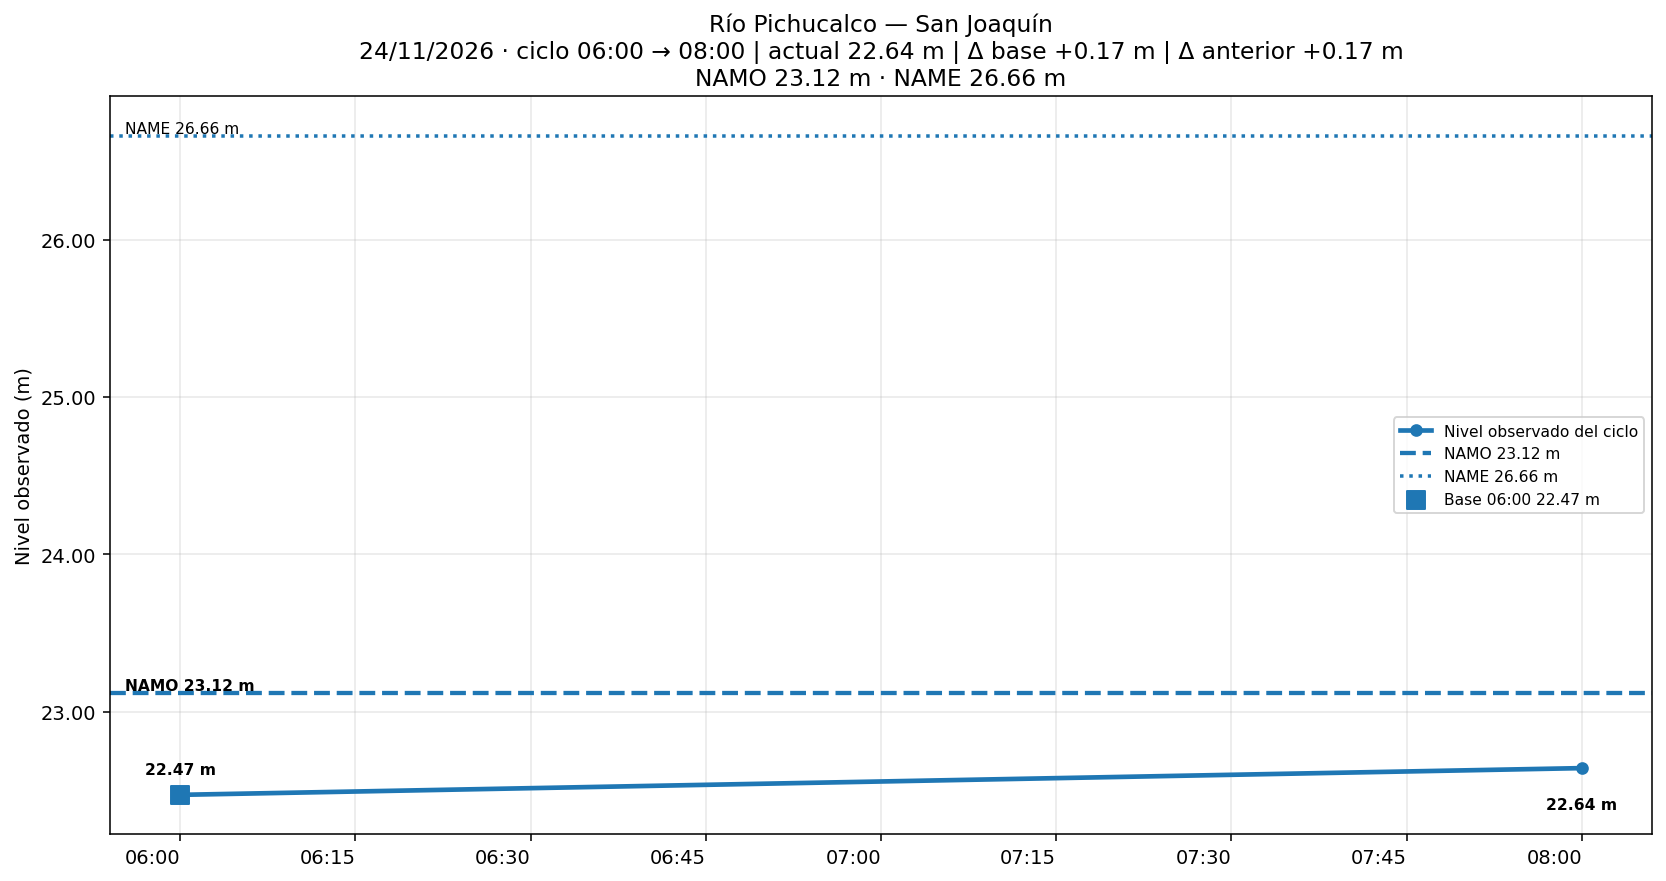 Río Pichucalco — San Joaquín
24/11/2026 · ciclo 06:00 → 08:00 | actual 22.64 m | Δ base +0.17 m | Δ anterior +0.17 m
NAMO 23.12 m · NAME 26.66 m
NAME 26.66 m
26.00
25.00
24.00
23.00
Nivel observado (m)
Nivel observado del ciclo
NAMO 23.12 m
NAME 26.66 m
Base 06:00 22.47 m
NAMO 23.12 m
22.47 m
22.64 m
06:00 06:15 06:30 06:45 07:00 07:15 07:30 07:45 08:00